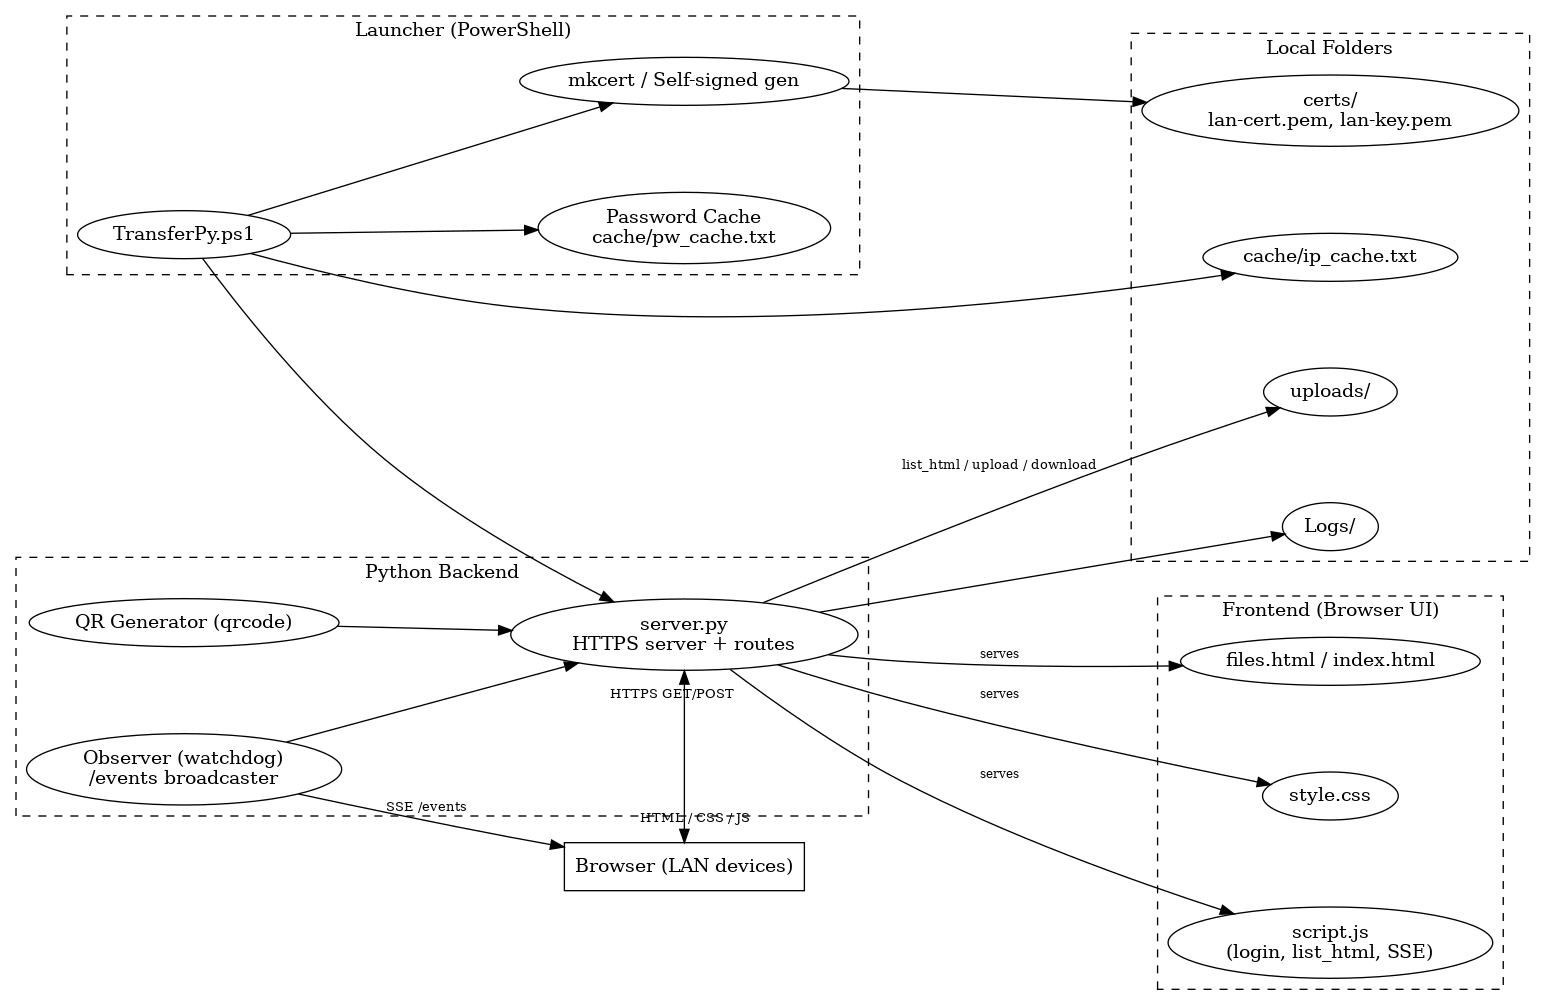 Launcher (PowerShell)
mkcert / Self-signed gen
TransferPy.ps1
Password Cache
cache/pw_cache.txt
Local Folders
certs/
lan-cert.pem, lan-key.pem
cache/ip_cache.txt
uploads/
Logs/
list_html / upload / download
Python Backend
QR Generator (qrcode)
server.py
HTTPS server + routes
Observer (watchdog)
/events broadcaster
HTTPS GET/POST
SSE /events
HTML / CSS / JS
Browser (LAN devices)
serves
serves
serves
Frontend (Browser UI)
files.html / index.html
style.css
script.js
(login, list_html, SSE)